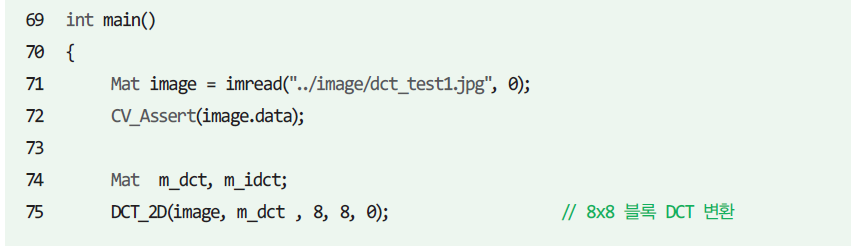 69 int main()
70 {
71 Mat image = imread("../image/dct_test1.jpg", 0);
72 CV_Assert(image.data);
73
74 Mat m_dct, m_idct;
75 DCT_2D(image, m_dct , 8, 8, 0); // 8x8 블록 DCT 변환